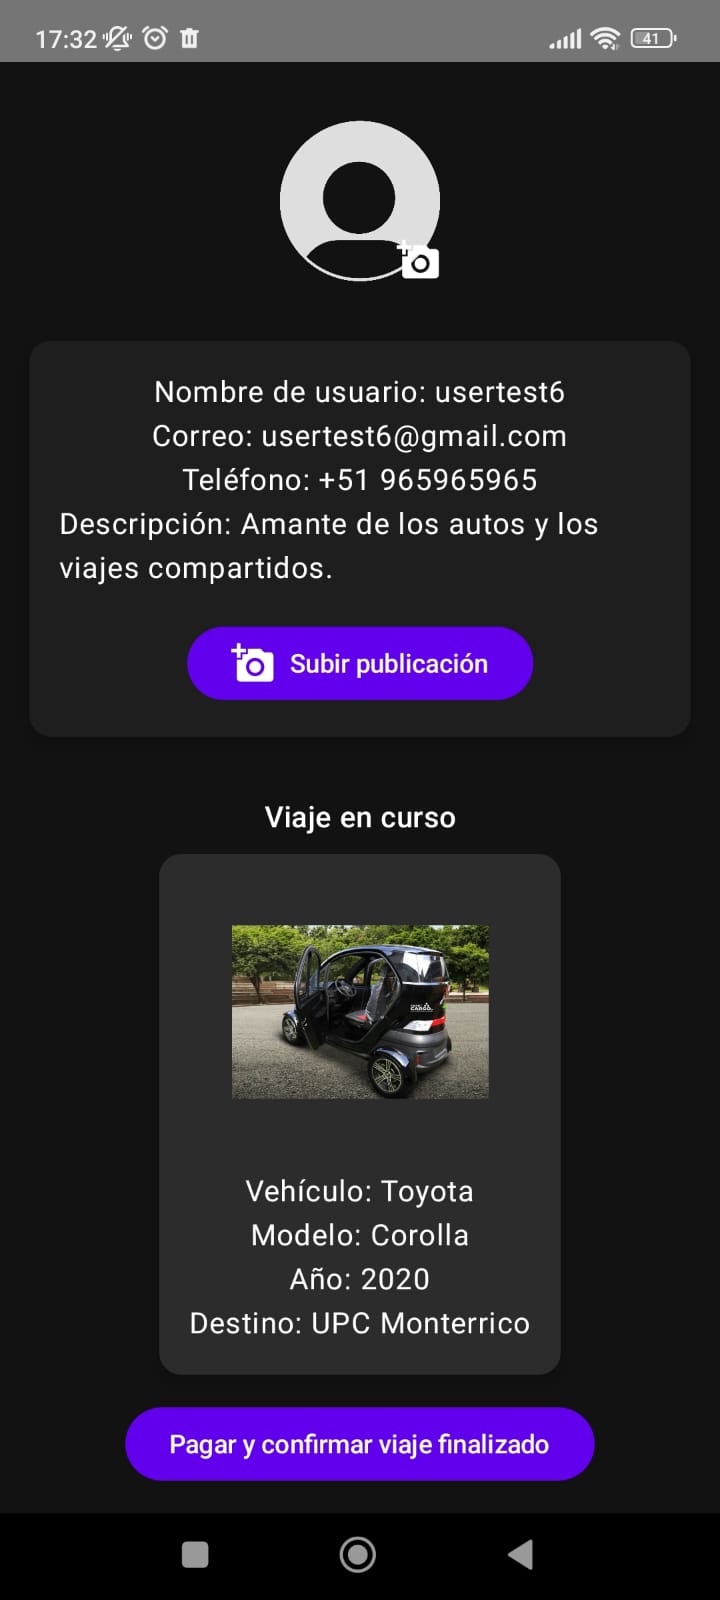 17:32
41
Nombre de usuario: usertest6
Correo: usertest6@gmail.com
Teléfono: +51 965965965
Descripción: Amante de los autos y los
viajes compartidos.
Subir publicación
Viaje en curso
CARGO
Vehículo: Toyota
Modelo: Corolla
Año: 2020
Destino: UPC Monterrico
Pagar y confirmar viaje finalizado